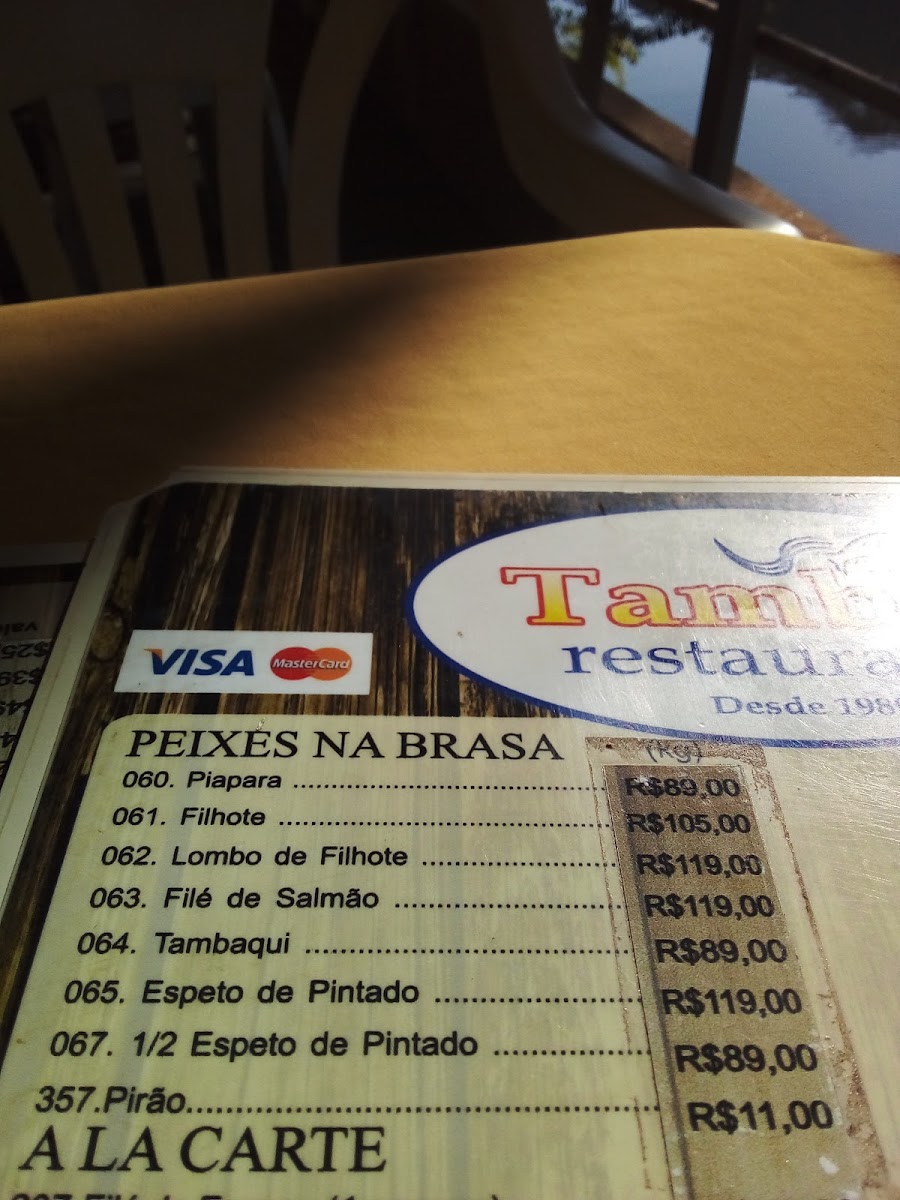 Tamb
restaura
Desde 198
VISA MasterCard
PEIXES NA BRASA (kg)
060. Piapara ........................................ R$89,00
061. Filhote .......................................... R$105,00
062. Lombo de Filhote ........................ R$119,00
063. Filé de Salmão ............................ R$119,00
064. Tambaqui ........................................ R$89,00
065. Espeto de Pintado ........................ R$119,00
067. 1/2 Espeto de Pintado .................. R$89,00
357.Pirão.................................................. R$11,00
A LA CARTE